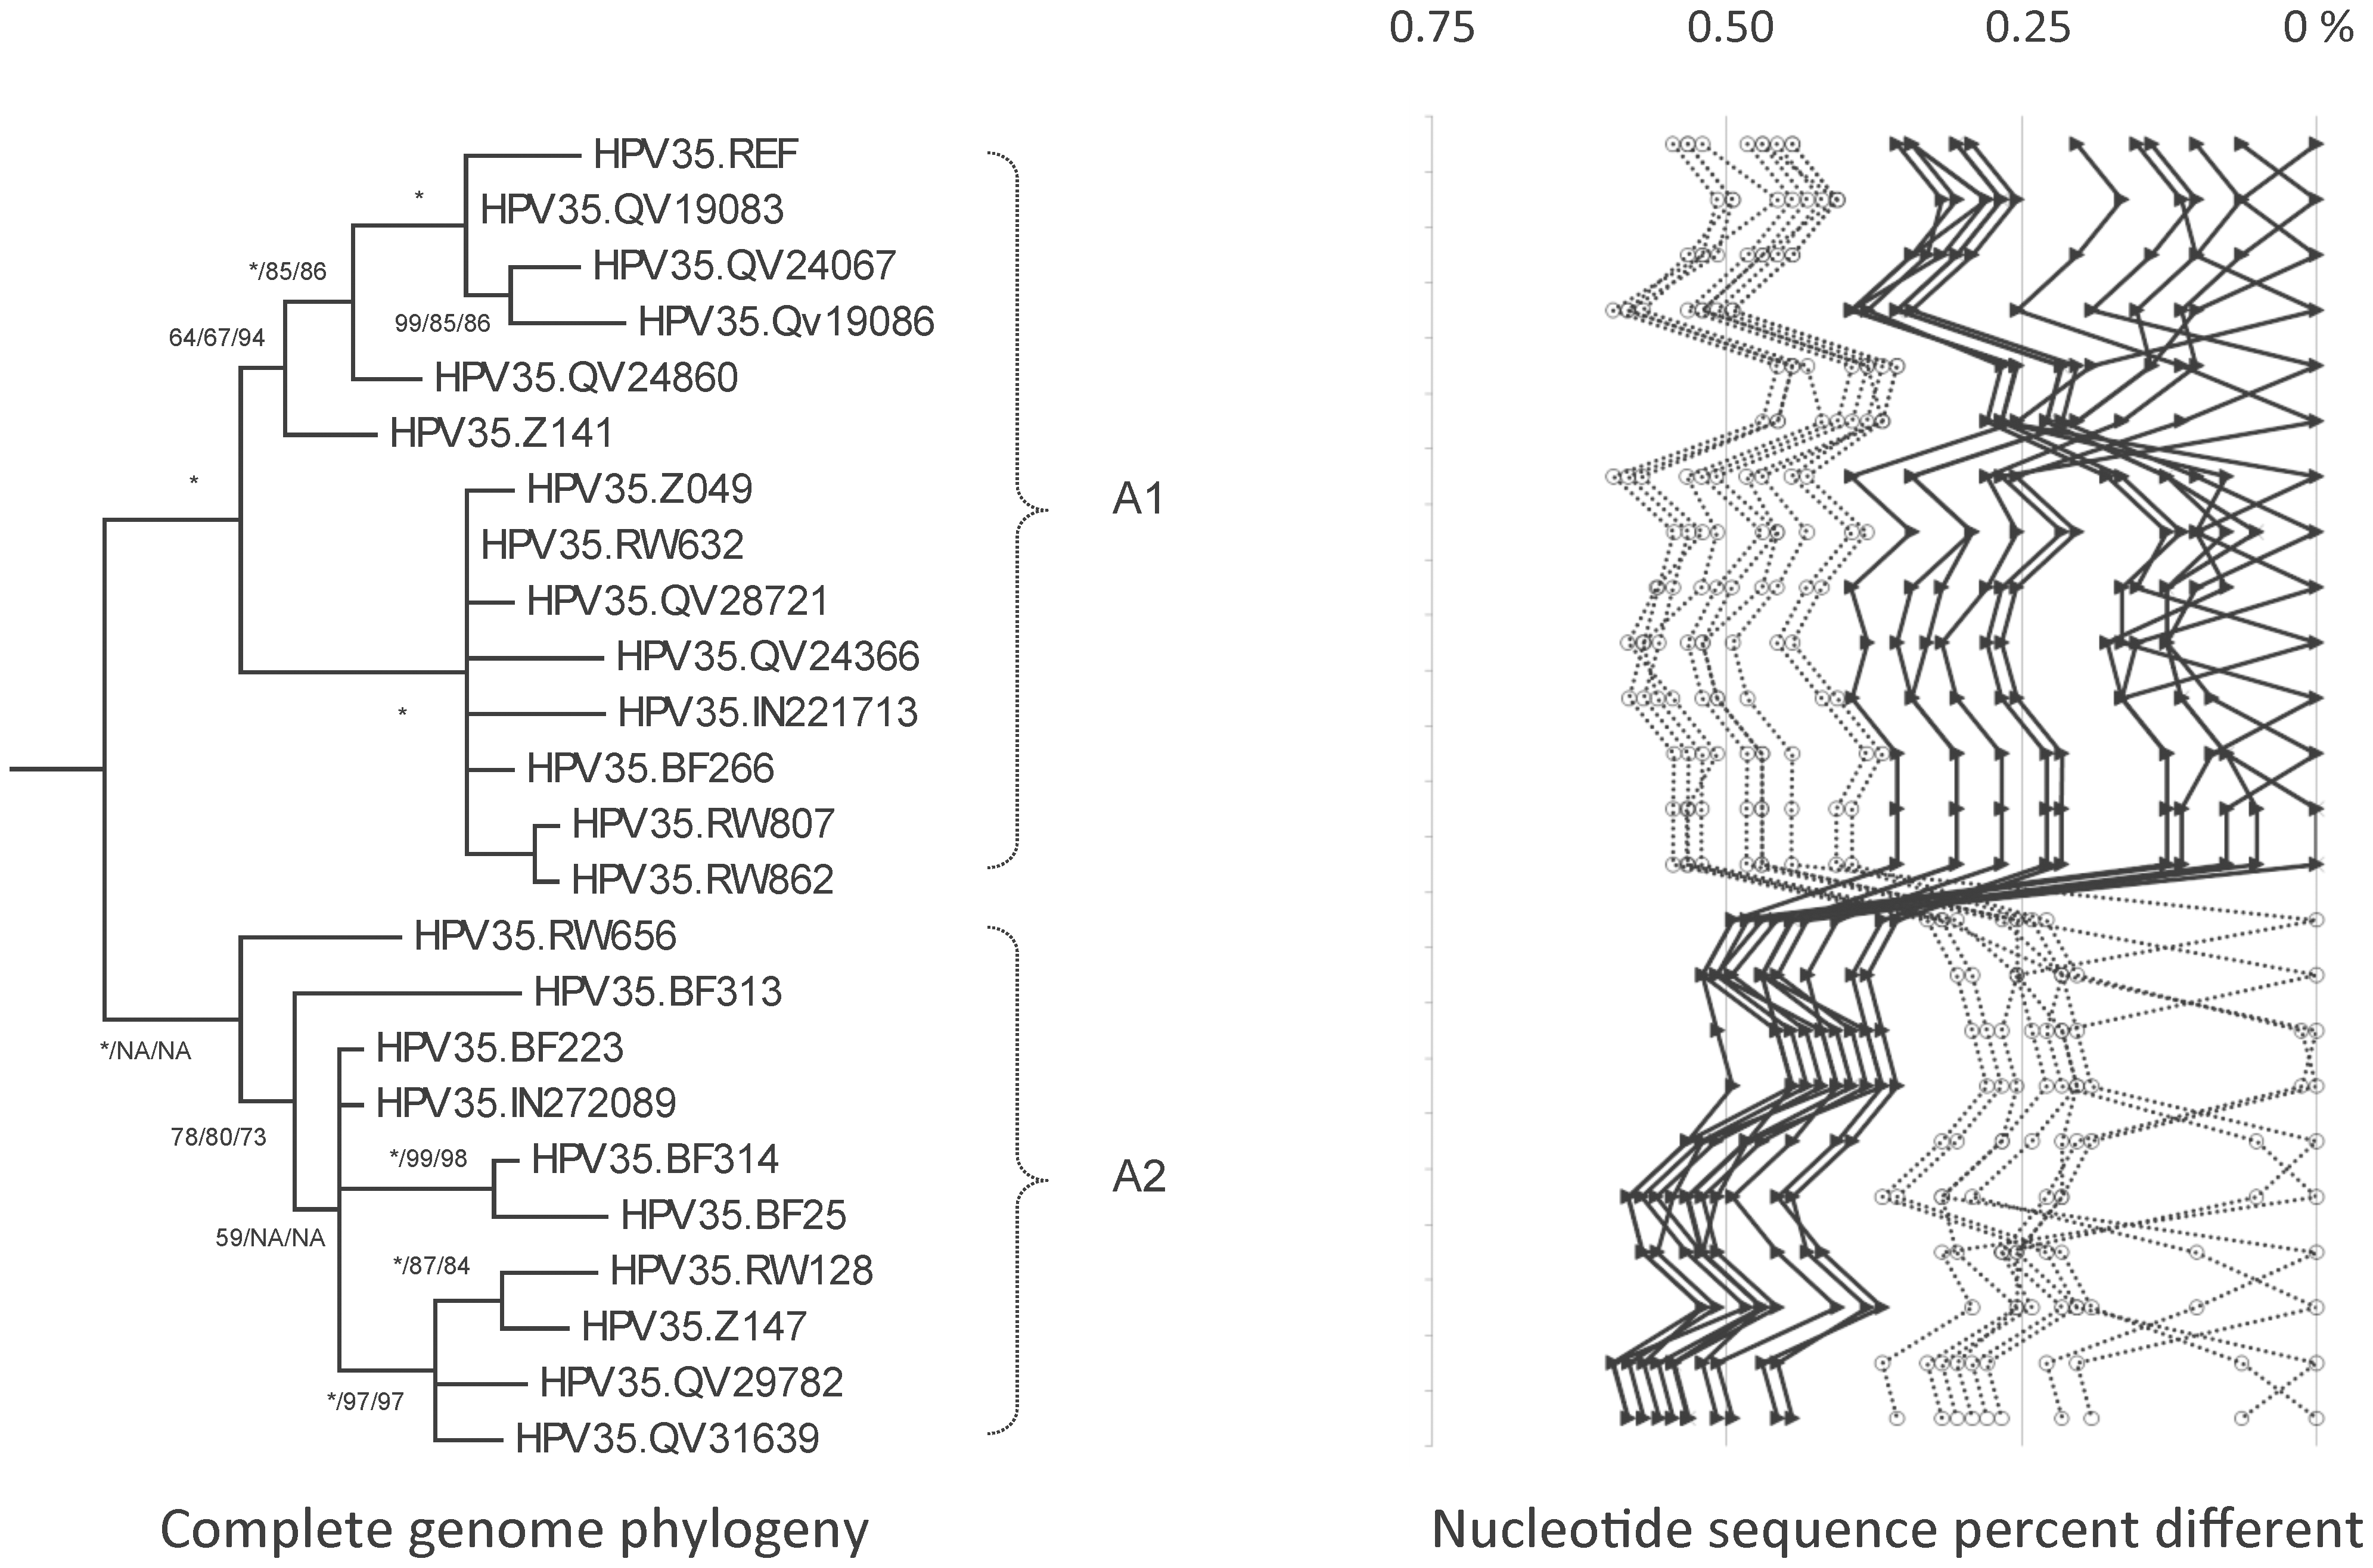 0.75 0.50 0.25 0 %
HPV35.REF
*
HPV35.QV19083
*/85/86
HPV35.QV24067
99/85/86
HPV35.Qv19086
64/67/94
HPV35.QV24860
HPV35.Z141
*
HPV35.Z049
A1
HPV35.RW632
HPV35.QV28721
HPV35.QV24366
*
HPV35.IN221713
HPV35.BF266
HPV35.RW807
HPV35.RW862
HPV35.RW656
HPV35.BF313
*/NA/NA
HPV35.BF223
HPV35.IN272089
78/80/73
*/99/98
HPV35.BF314
A2
HPV35.BF25
59/NA/NA
*/87/84
HPV35.RW128
HPV35.Z147
HPV35.QV29782
*/97/97
HPV35.QV31639
Complete genome phylogeny
Nucleotide sequence percent different